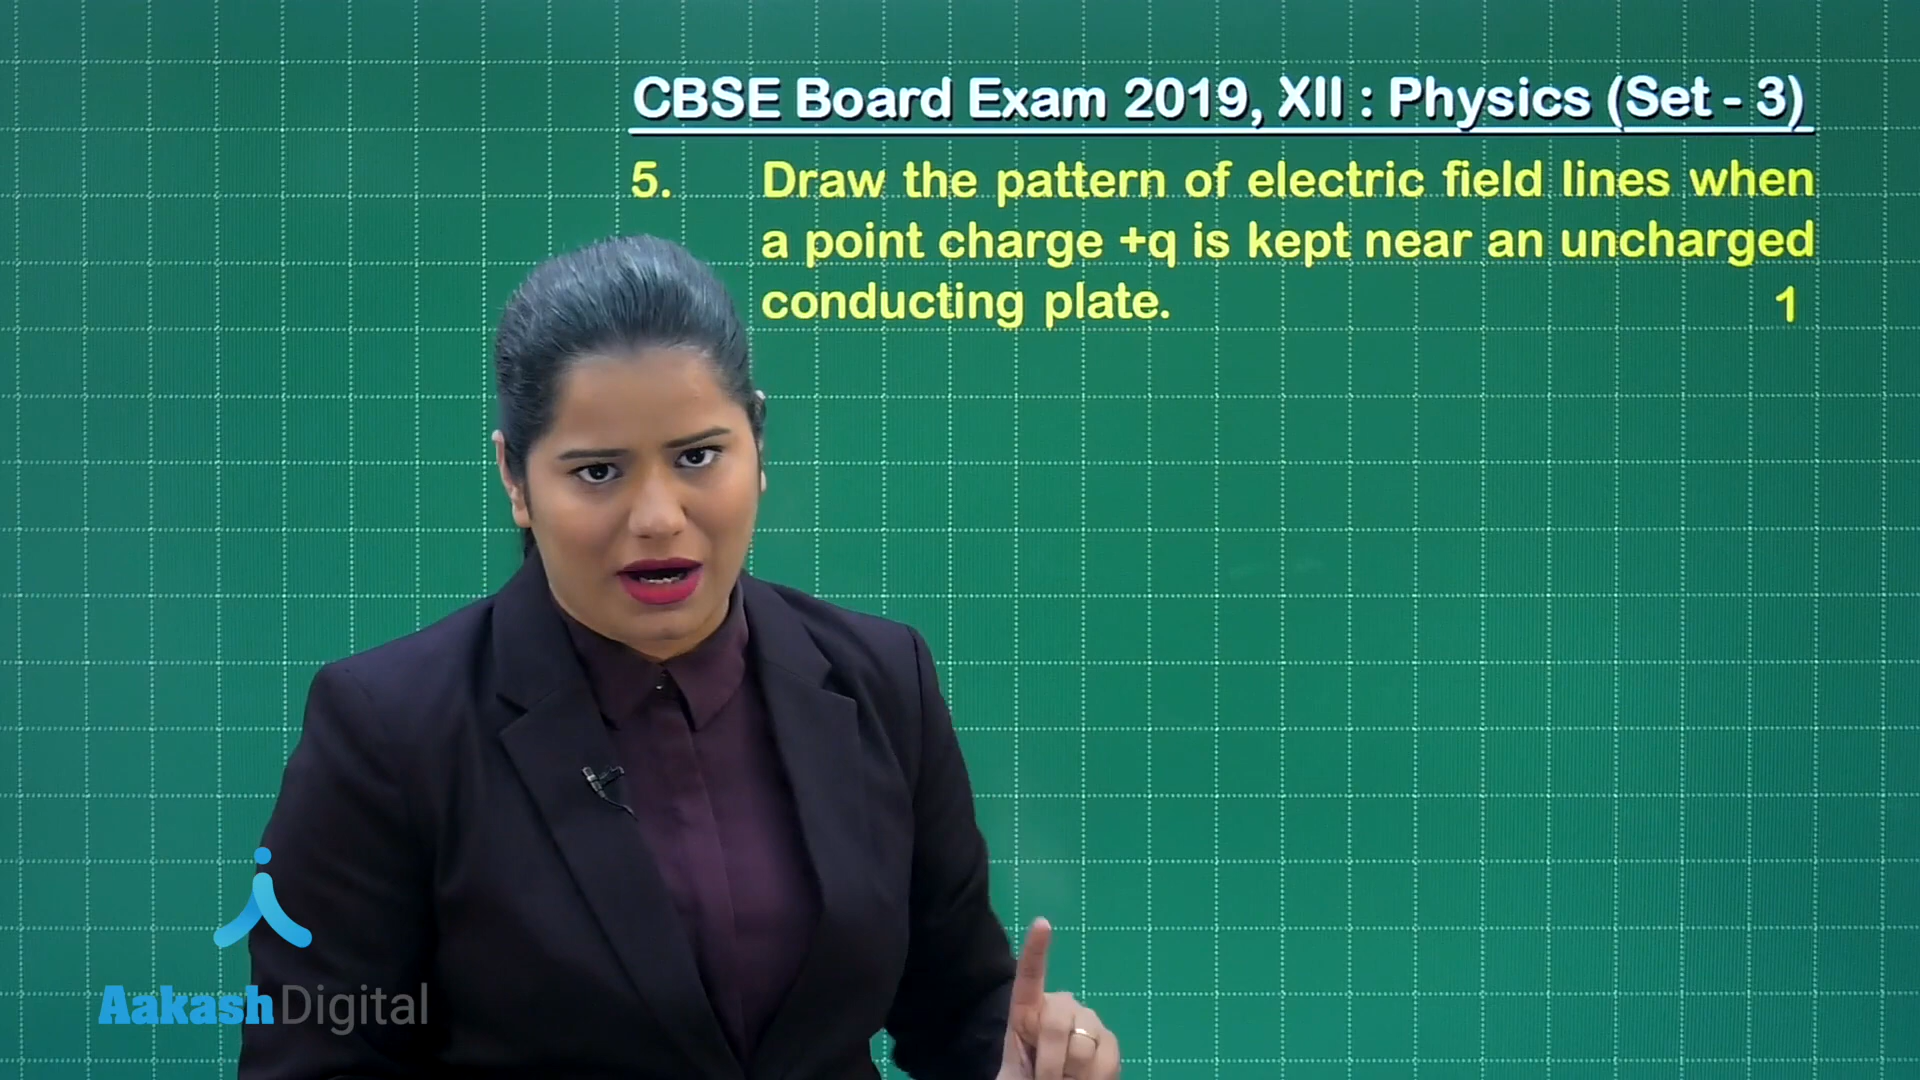 CBSE Board Exam 2019, XII : Physics (Set - 3)
5. Draw the pattern of electric field lines when
a point charge +q is kept near an uncharged
conducting plate. 1
Aakash Digital